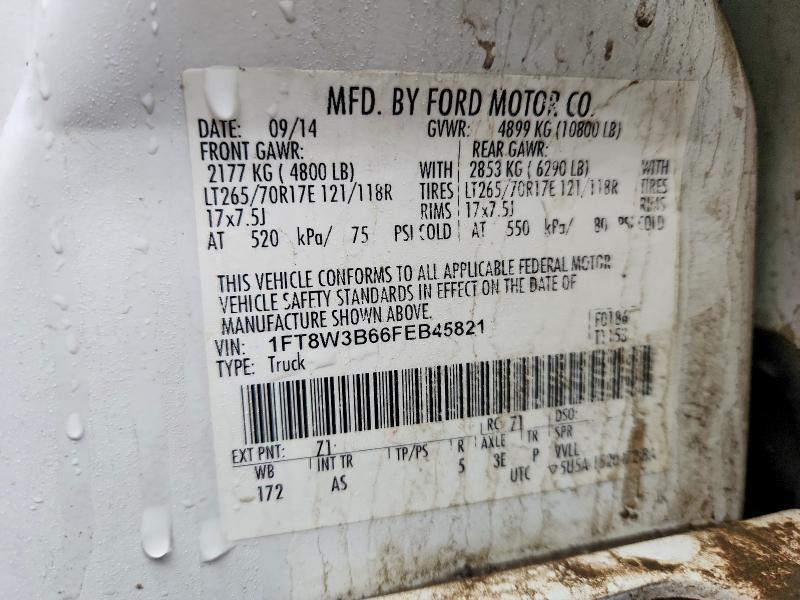 MFD. BY FORD MOTOR CO.
DATE: 09/14 GVWR: 4899 KG (10800 LB)
FRONT GAWR: REAR GAWR:
2177 KG ( 4800 LB) WITH 2853 KG ( 6290 LB) WITH
LT265/70R17E 121/118R TIRES LT265/70R17E 121/118R TIRES
17x7.5J RIMS 17x7.5J RIMS
AT 520 kPa/ 75 PSI COLD AT 550 kPa/ 80 PSI COLD
THIS VEHICLE CONFORMS TO ALL APPLICABLE FEDERAL MOTOR
VEHICLE SAFETY STANDARDS IN EFFECT ON THE DATE OF
MANUFACTURE SHOWN ABOVE.
VIN: 1FT8W3B66FEB45821 F0186
TYPE: Truck
EXT PNT: Z1 RC: Z1 DSO:
WB INT TR TP/PS R AXLE TR SPR
172 AS 5 3E P VVLL
UTC